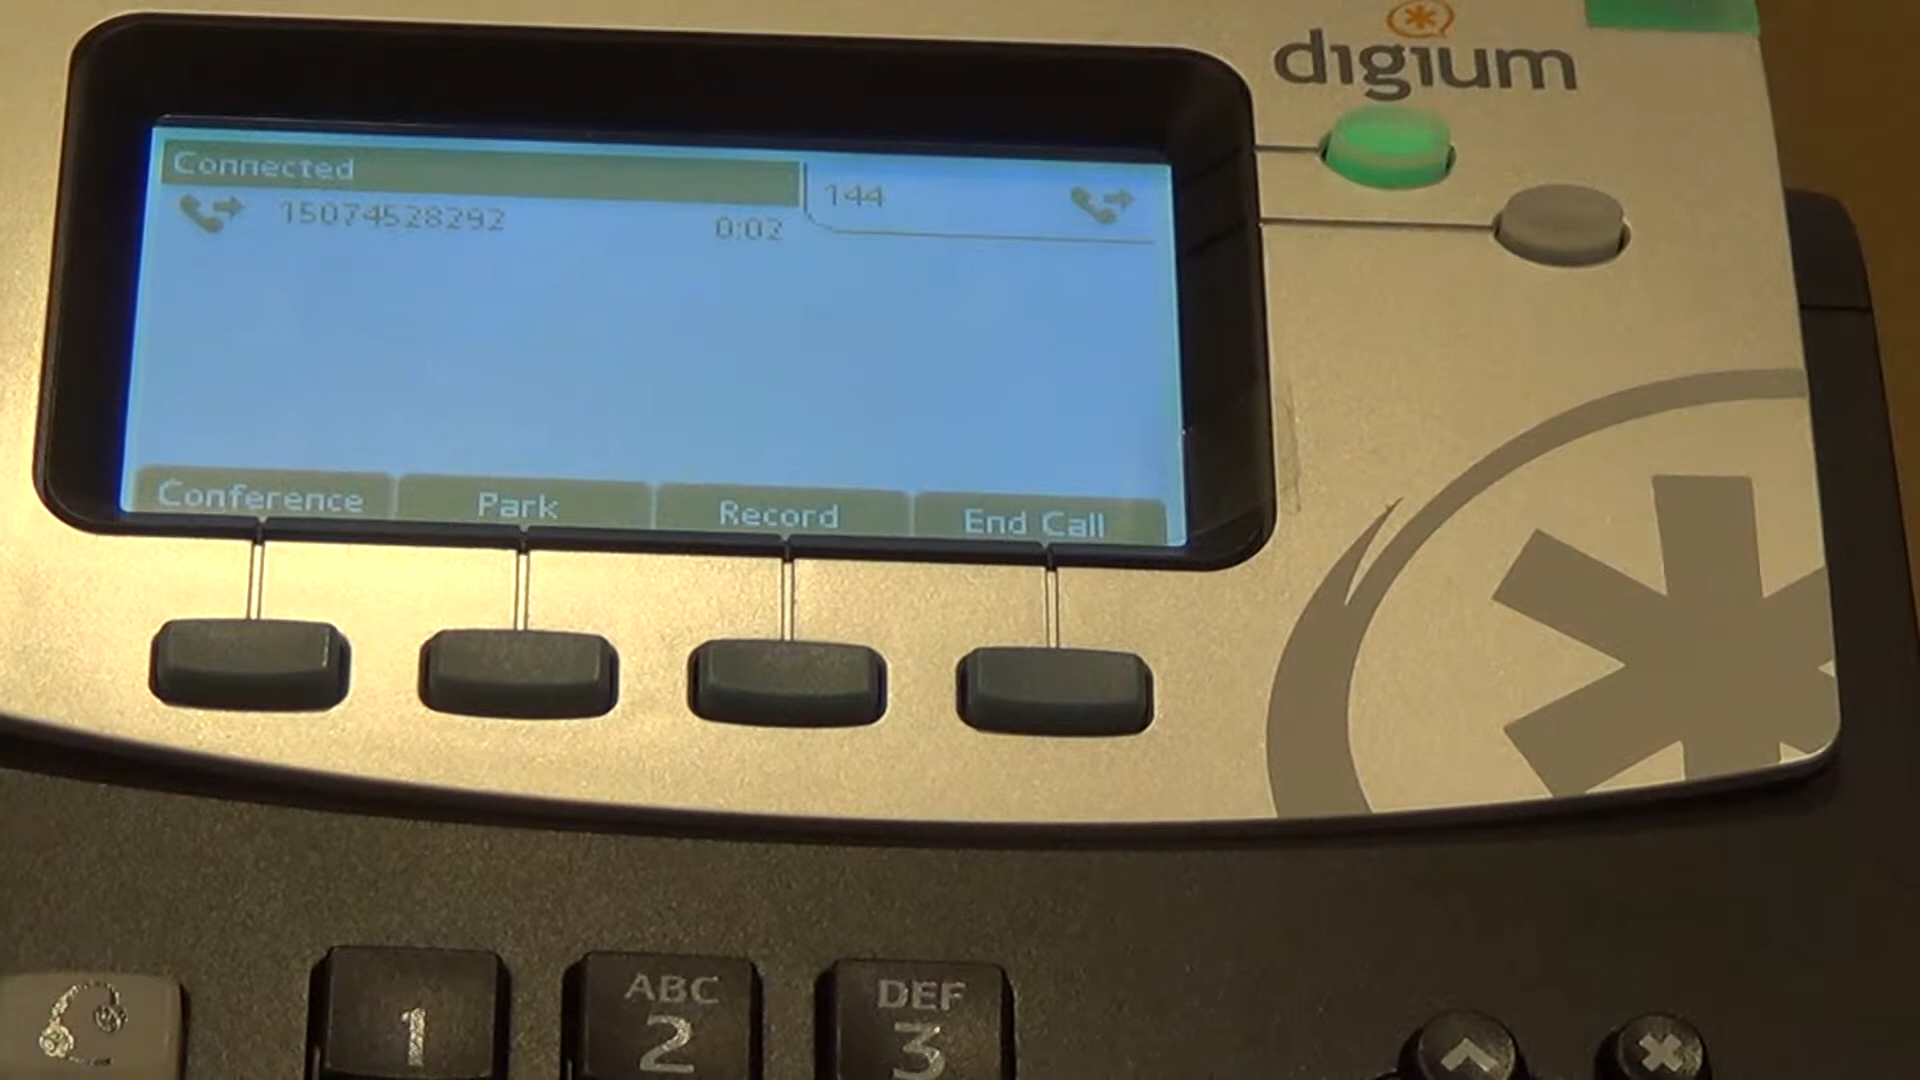 digium
Connected
144
15074528292
0:02
Conference Park Record End Call
1
ABC
2
DEF
3